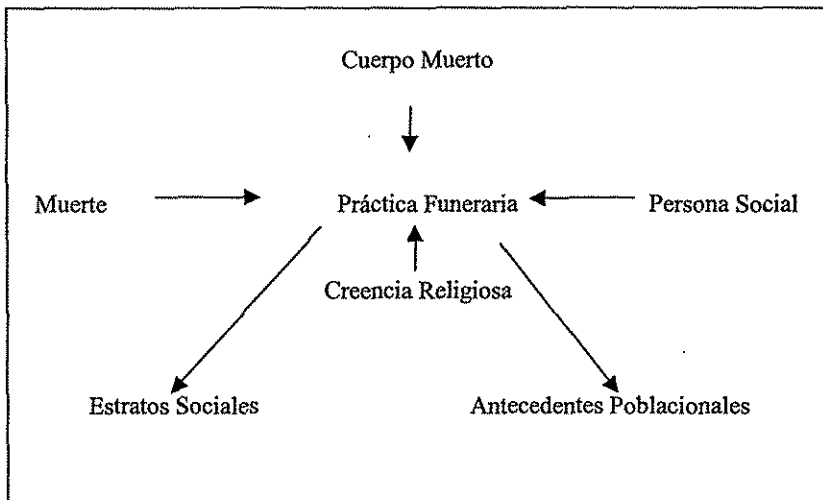 Cuerpo Muerto
Muerte Práctica Funeraria Persona Social
Creencia Religiosa
Estratos Sociales Antecedentes Poblacionales